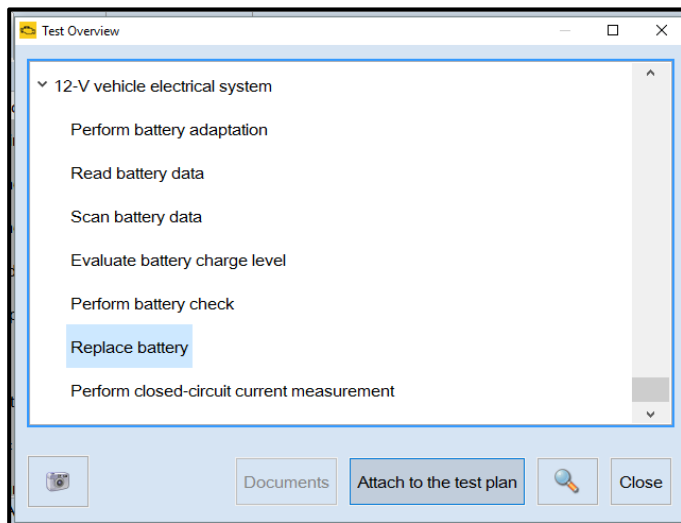 Test Overview
12-V vehicle electrical system
Perform battery adaptation
Read battery data
Scan battery data
Evaluate battery charge level
Perform battery check
Replace battery
Perform closed-circuit current measurement
Documents
Attach to the test plan
Close